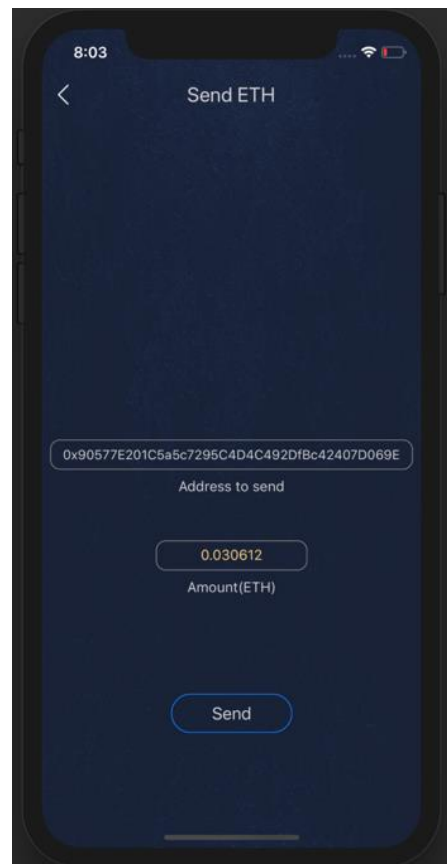 8:03
Send ETH
0x90577E201C5a5c7295C4D4C492DfBc42407D069E
Address to send
0.030612
Amount(ETH)
Send